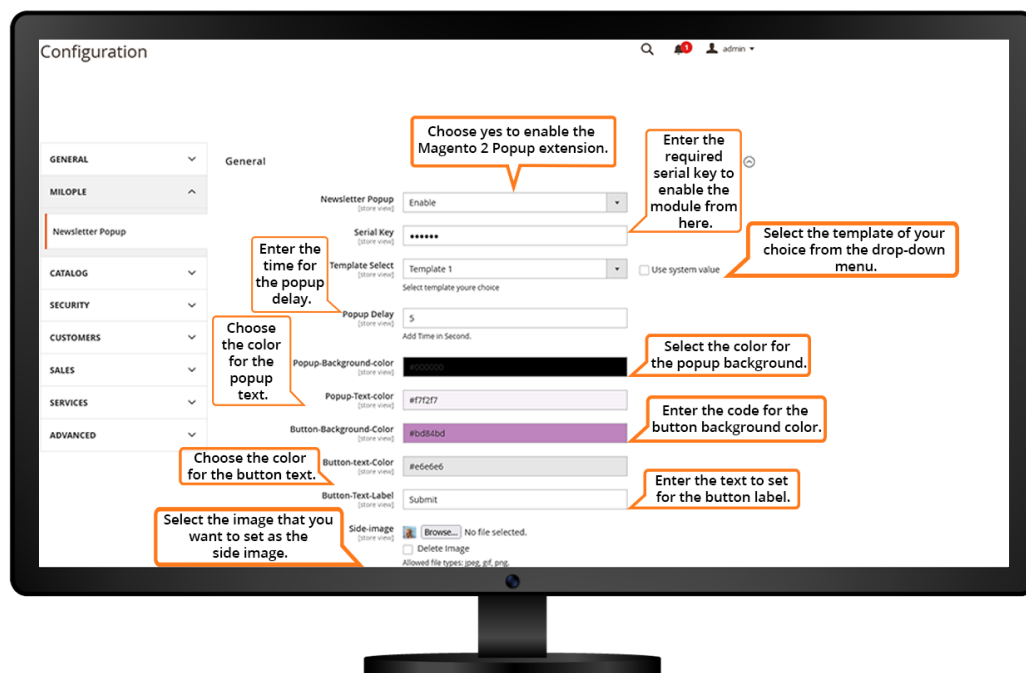 Configuration
1
admin
Choose yes to enable the
Magento 2 Popup extension.
Enter the
required
serial key to
enable the
module from
here.
GENERAL
General
MILOPLE
Newsletter Popup
[store view]
Enable
Newsletter Popup
Serial Key
[store view]
••••••
Select the template of your
choice from the drop-down
menu.
Enter the
time for
the popup
delay.
Template Select
[store view]
Template 1
Use system value
Select template youre choice
CATALOG
SECURITY
Popup Delay
[store view]
5
Add Time in Second.
CUSTOMERS
Choose
the color
for the
popup
text.
Select the color for
the popup background.
SALES
Popup-Background-color
[store view]
#000000
SERVICES
Popup-Text-color
[store view]
#f7f2f7
Enter the code for the
button background color.
ADVANCED
Button-Background-Color
[store view]
#bd84bd
Choose the color
for the button text.
Button-text-Color
[store view]
#e6e6e6
Enter the text to set
for the button label.
Button-Text-Label
[store view]
Submit
Select the image that you
want to set as the
side image.
Side-image
[store view]
Browse... No file selected.
Delete Image
Allowed file types: jpeg, gif, png.